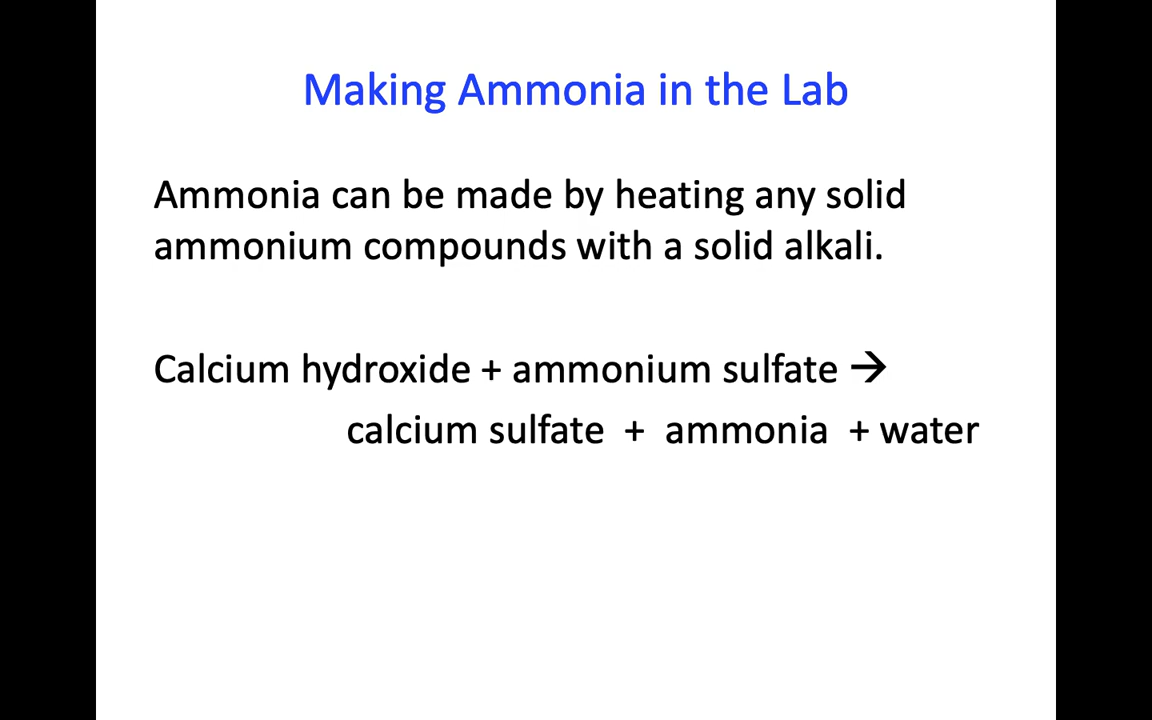 Making Ammonia in the Lab
Ammonia can be made by heating any solid
ammonium compounds with a solid alkali.
Calcium hydroxide + ammonium sulfate →
calcium sulfate + ammonia + water